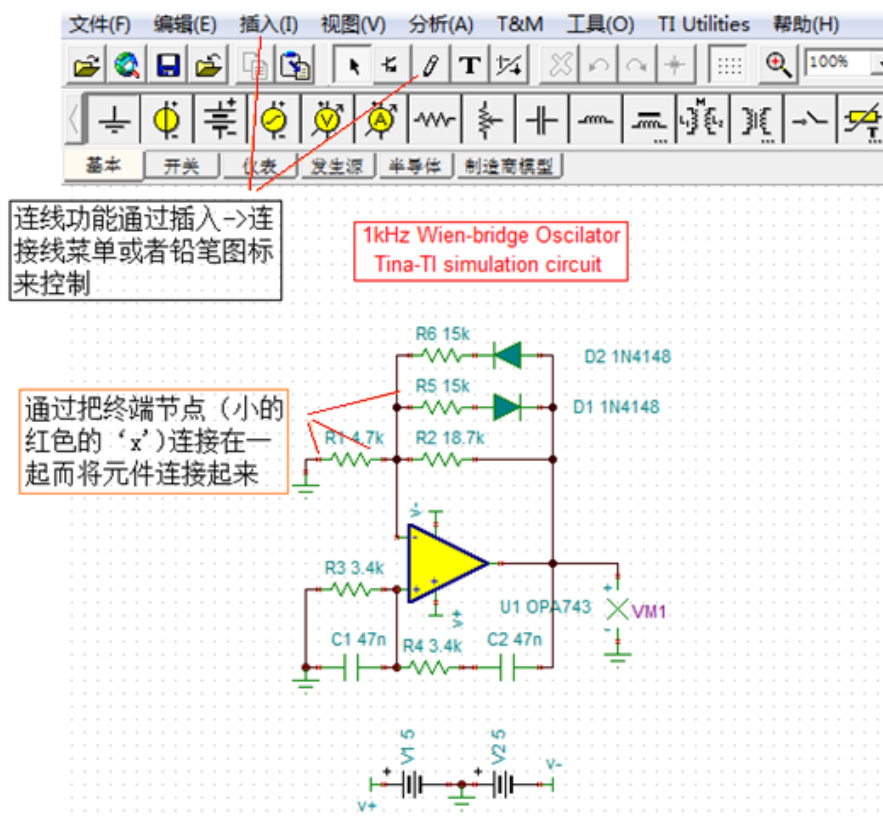 文件(F) 编辑(E) 插入(I) 视图(V) 分析(A) T&M 工具(O) TI Utilities 帮助(H)
T
100%
V
A
M
L1
L2
T
基本 开关 仪表 发生源 半导体 制造商模型
连线功能通过插入->连
接线菜单或者铅笔图标
来控制
1kHz Wien-bridge Oscilator
Tina-TI simulation circuit
R6 15k
D2 1N4148
R5 15k
D1 1N4148
通过把终端节点（小的
红色的‘x’)连接在一
起而将元件连接起来
R1 4.7k
R2 18.7k
V-
-
+
+
V+
R3 3.4k
U1 OPA743
+
VM1
-
C1 47n
R4 3.4k
C2 47n
V1 5
V2 5
+
+
V+
V-